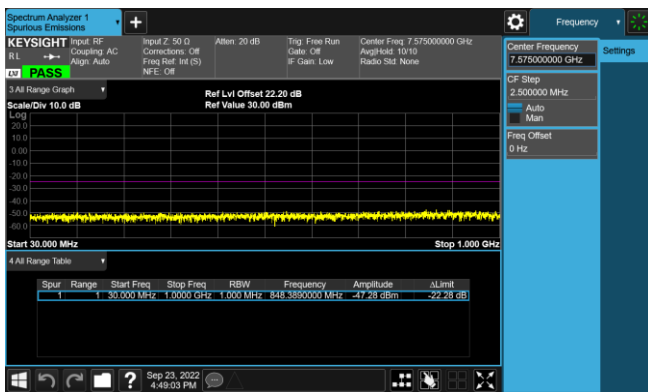 Spectrum Analyzer 1
Spurious Emissions
Frequency
KEYSIGHT
RL
LXI
PASS
Input: RF
Coupling: AC
Align: Auto
Input Z: 50 Ω
Corrections: Off
Freq Ref: Int (S)
NFE: Off
Atten: 20 dB
Trig: Free Run
Gate: Off
IF Gain: Low
Center Freq: 7.575000000 GHz
Avg|Hold: 10/10
Radio Std: None
Center Frequency
7.575000000 GHz
Settings
CF Step
2.500000 MHz
Auto
Man
Freq Offset
0 Hz
3 All Range Graph
Scale/Div 10.0 dB
Ref Lvl Offset 22.20 dB
Ref Value 30.00 dBm
Log
20.0
10.0
0.00
-10.0
-20.0
-30.0
-40.0
-50.0
-60.0
Start 30.000 MHz
Stop 1.000 GHz
4 All Range Table
Spur Range Start Freq Stop Freq RBW Frequency Amplitude ΔLimit
1 1 30.000 MHz 1.0000 GHz 1.000 MHz 848.3890000 MHz -47.28 dBm -22.28 dB
?
Sep 23, 2022
4:49:03 PM